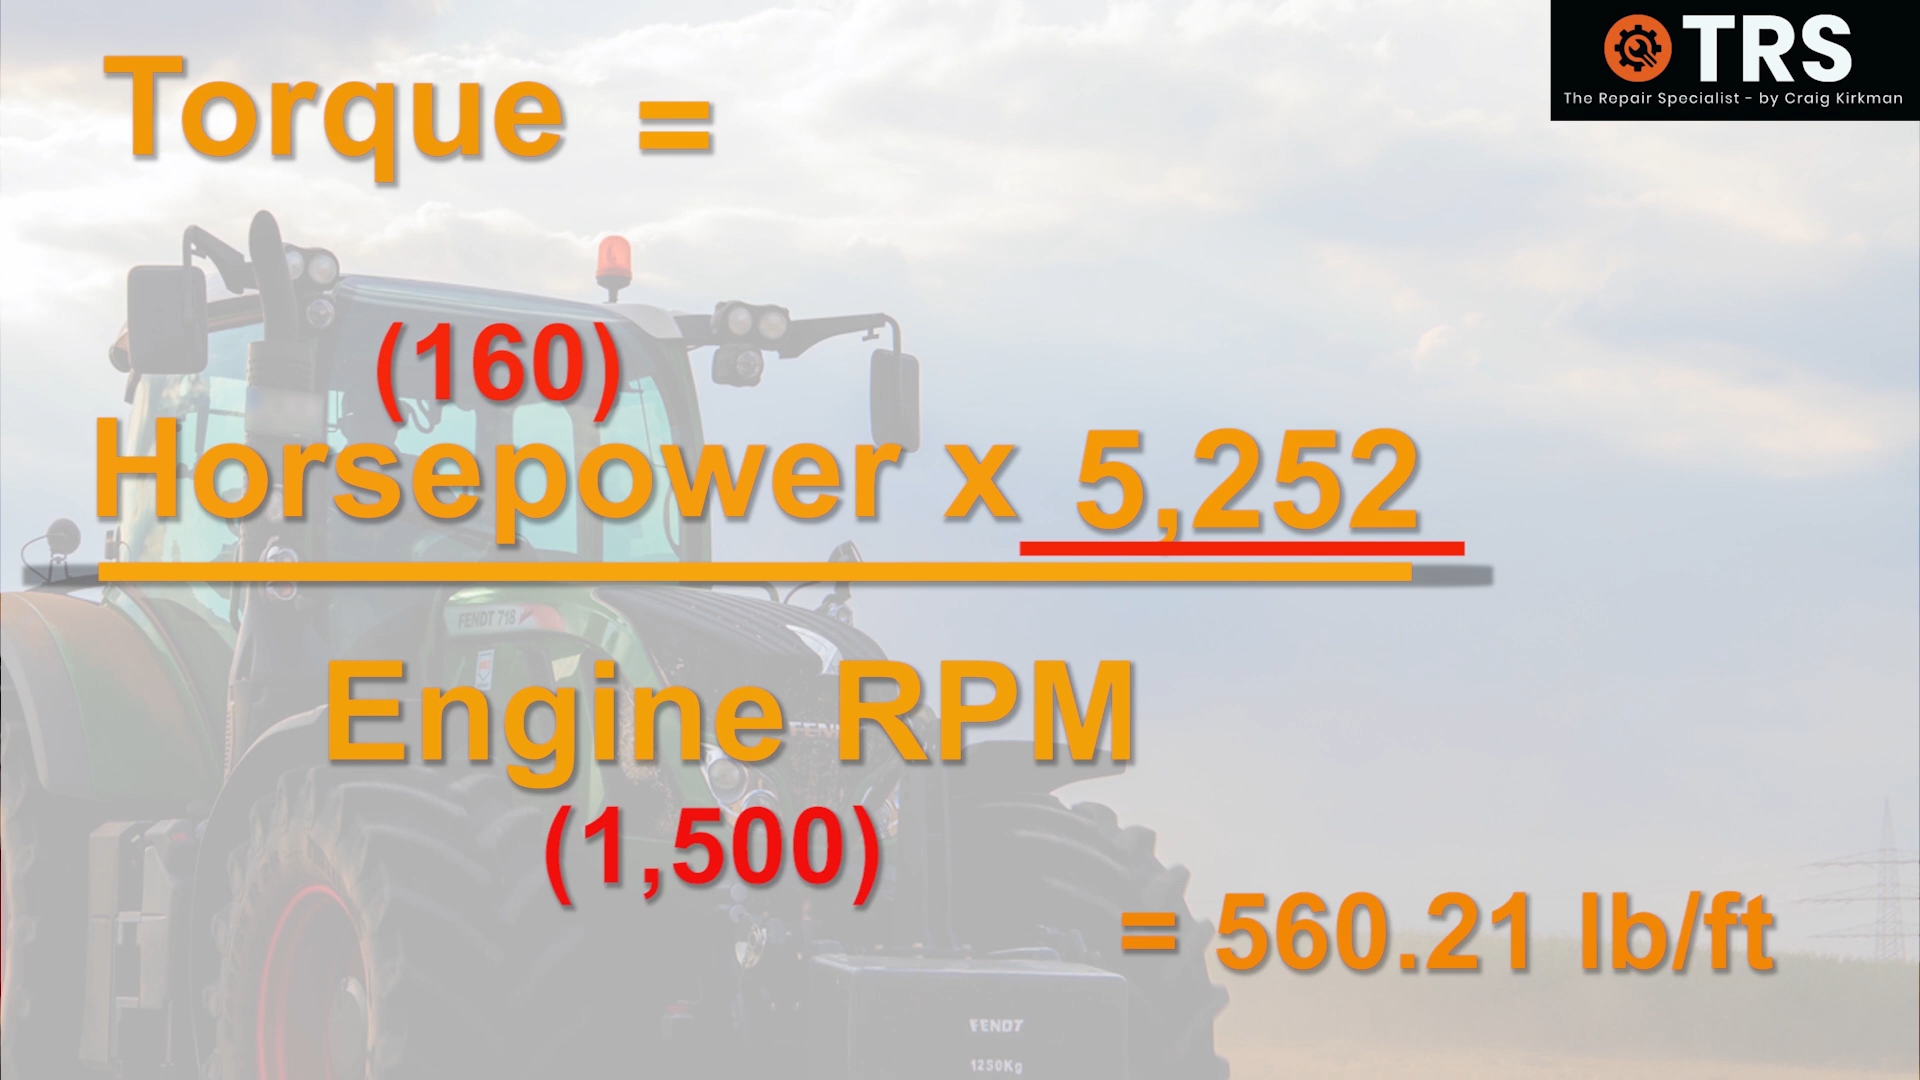 TRS
The Repair Specialist - by Craig Kirkman
Torque =
(160)
Horsepower x 5,252
FENDT 718
Engine RPM
FENDT
(1,500)
= 560.21 lb/ft
FENDT
1250Kg